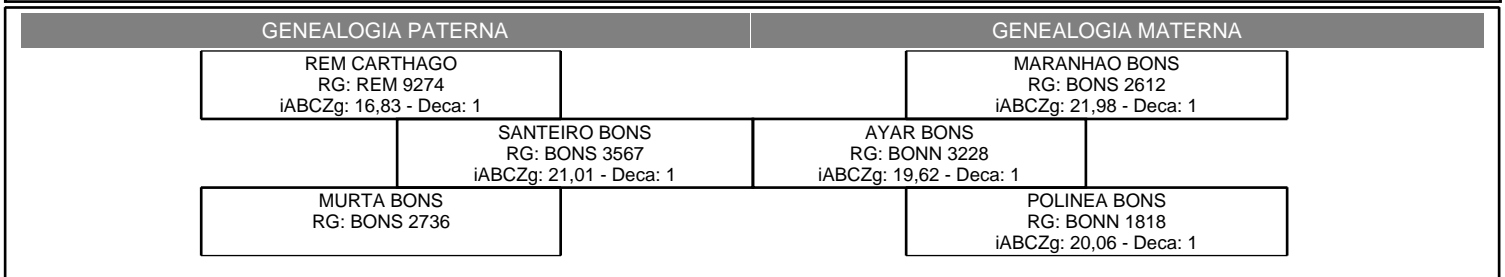 GENEALOGIA PATERNA
GENEALOGIA MATERNA
REM CARTHAGO
RG: REM 9274
iABCZg: 16,83 - Deca: 1
MARANHAO BONS
RG: BONS 2612
iABCZg: 21,98 - Deca: 1
SANTEIRO BONS
RG: BONS 3567
iABCZg: 21,01 - Deca: 1
AYAR BONS
RG: BONN 3228
iABCZg: 19,62 - Deca: 1
MURTA BONS
RG: BONS 2736
POLINEA BONS
RG: BONN 1818
iABCZg: 20,06 - Deca: 1